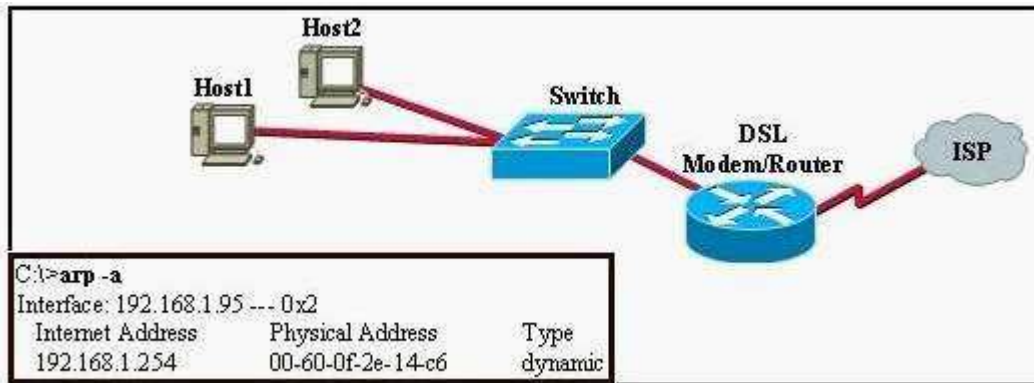 Host2
Host1
Switch
DSL
Modem/Router
ISP
C:\>arp -a
Interface: 192.168.1.95 --- 0x2
Internet Address Physical Address Type
192.168.1.254 00-60-0f-2e-14-c6 dynamic